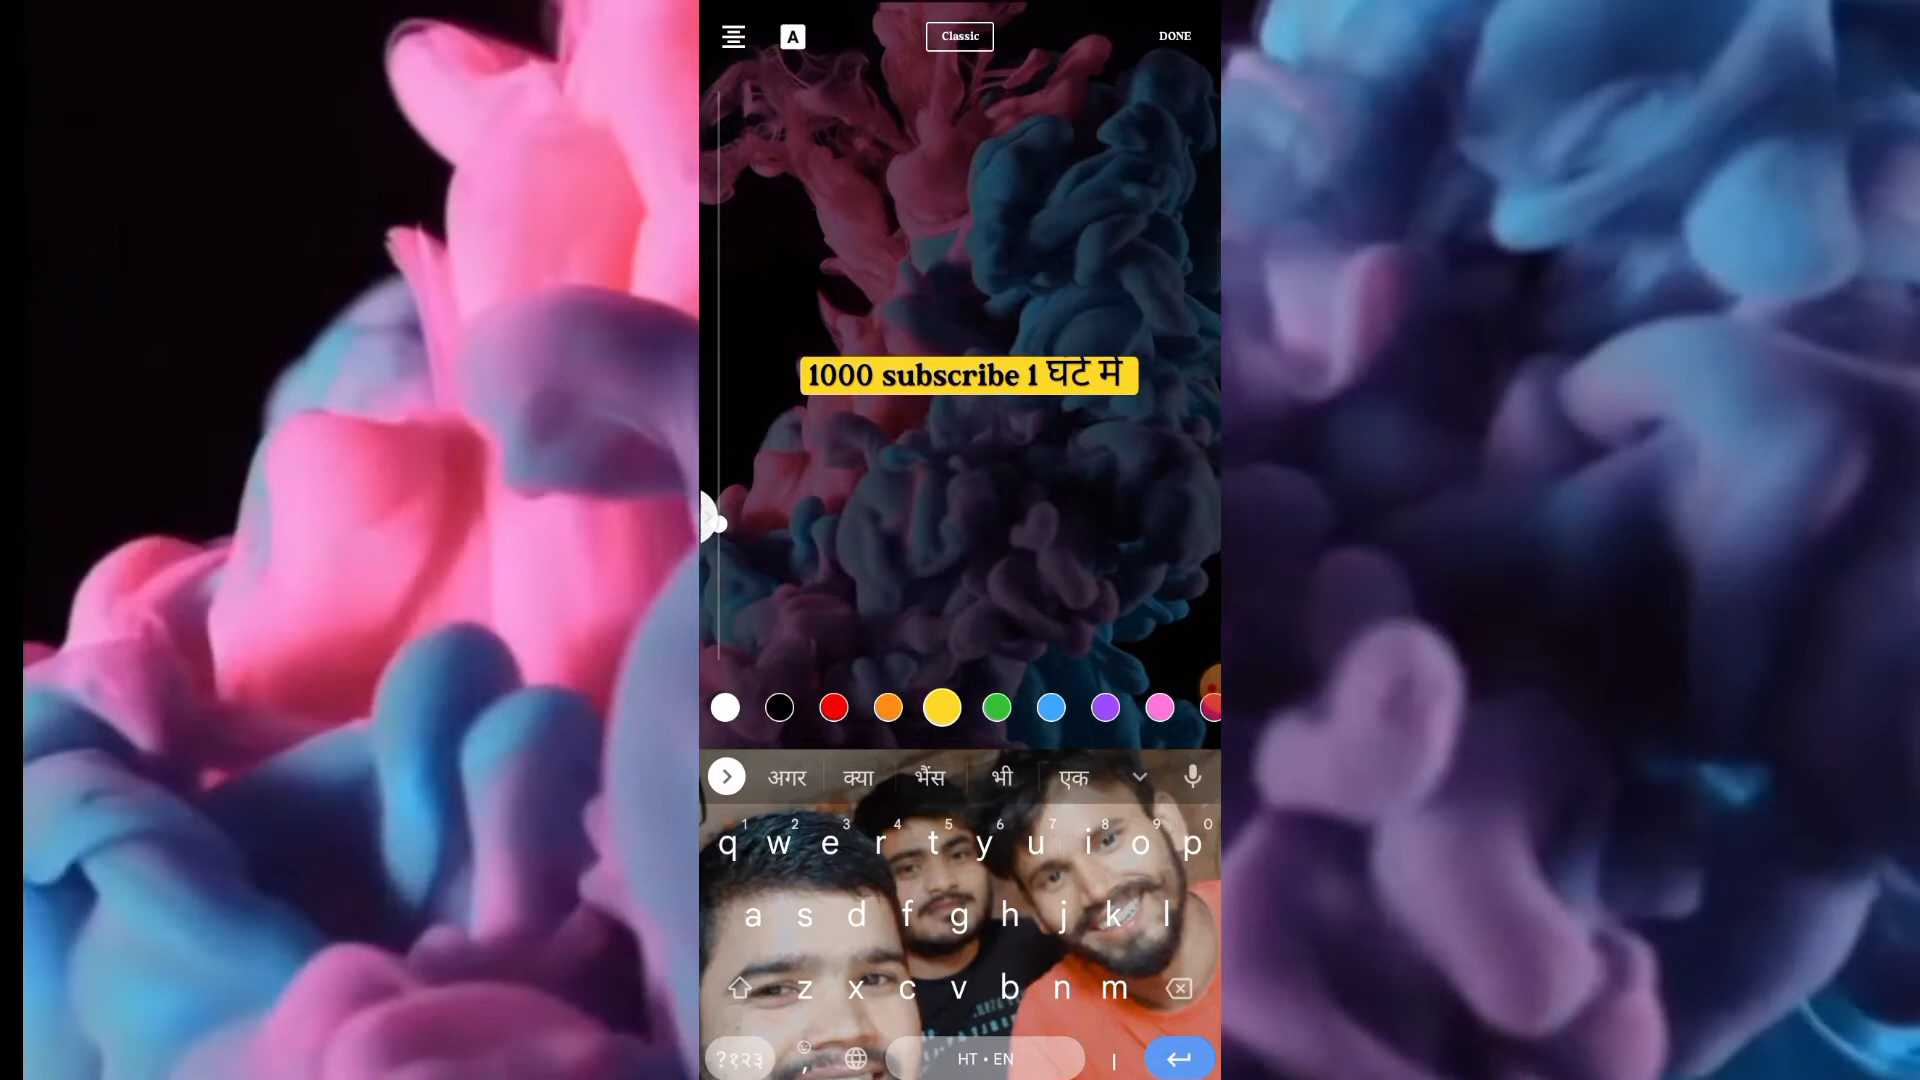 A
Classic
DONE
1000 subscribe 1 घंटे में
अगर क्या भैंस भी एक
1 2 3 4 5 6 7 8 9 0
q w e r t y u i o p
a s d f g h j k l
z x c v b n m
?१२३ , HT • EN |